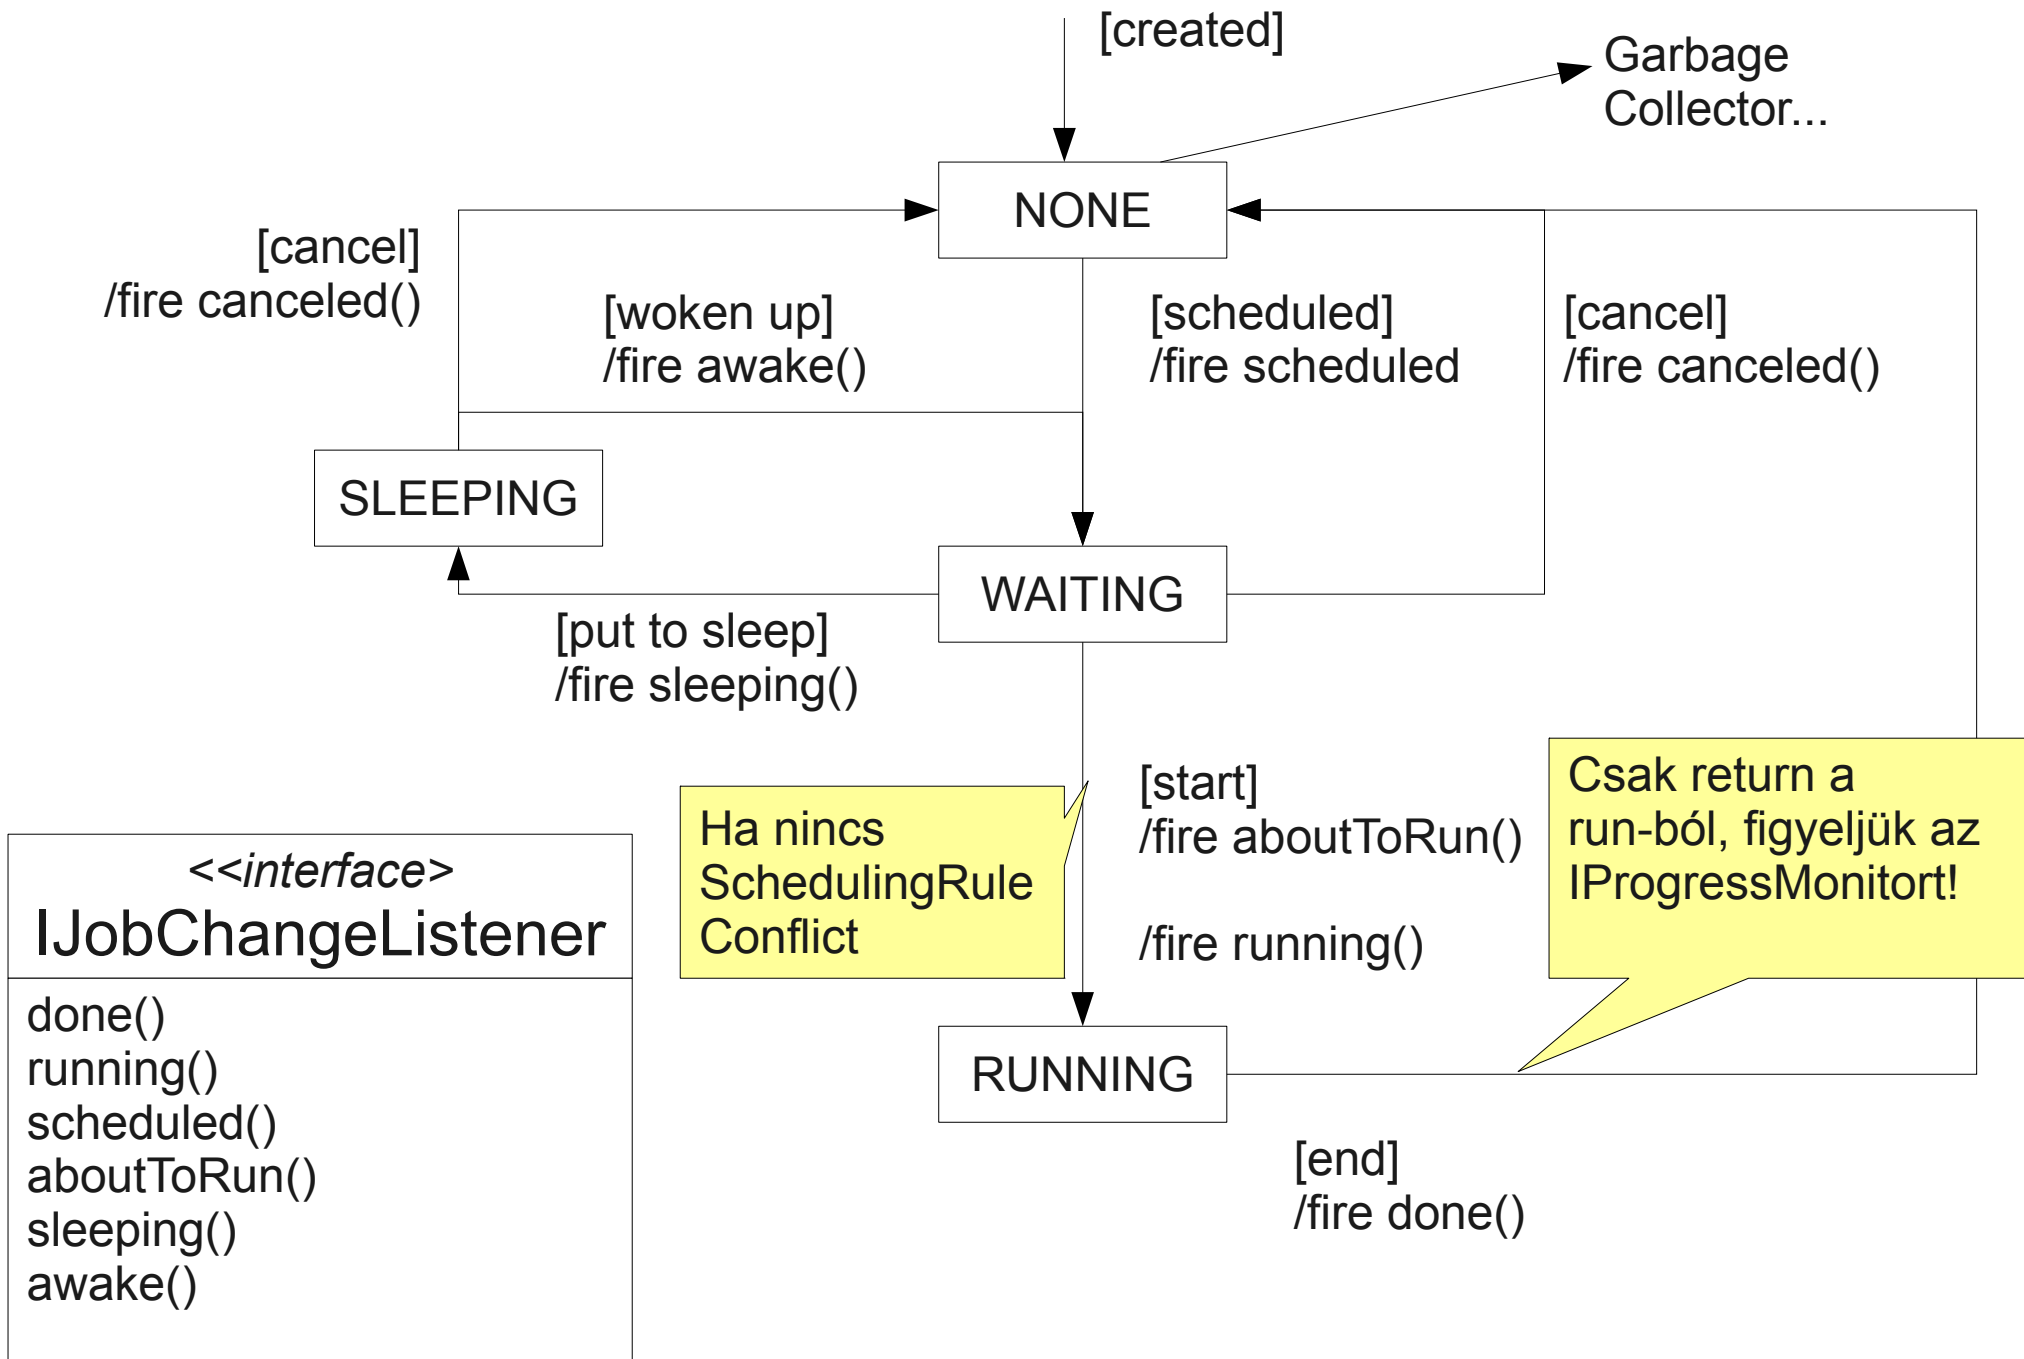 [created]
Garbage
Collector...
NONE
[cancel]
/fire canceled()
[woken up]
/fire awake()
[scheduled]
/fire scheduled
[cancel]
/fire canceled()
SLEEPING
WAITING
[put to sleep]
/fire sleeping()
Ha nincs
SchedulingRule
Conflict
[start]
/fire aboutToRun()
/fire running()
Csak return a
run-ból, figyeljük az
IProgressMonitort!
<<interface>
IJobChangeListener
done()
running()
scheduled()
aboutToRun()
sleeping()
awake()
RUNNING
[end]
/fire done()